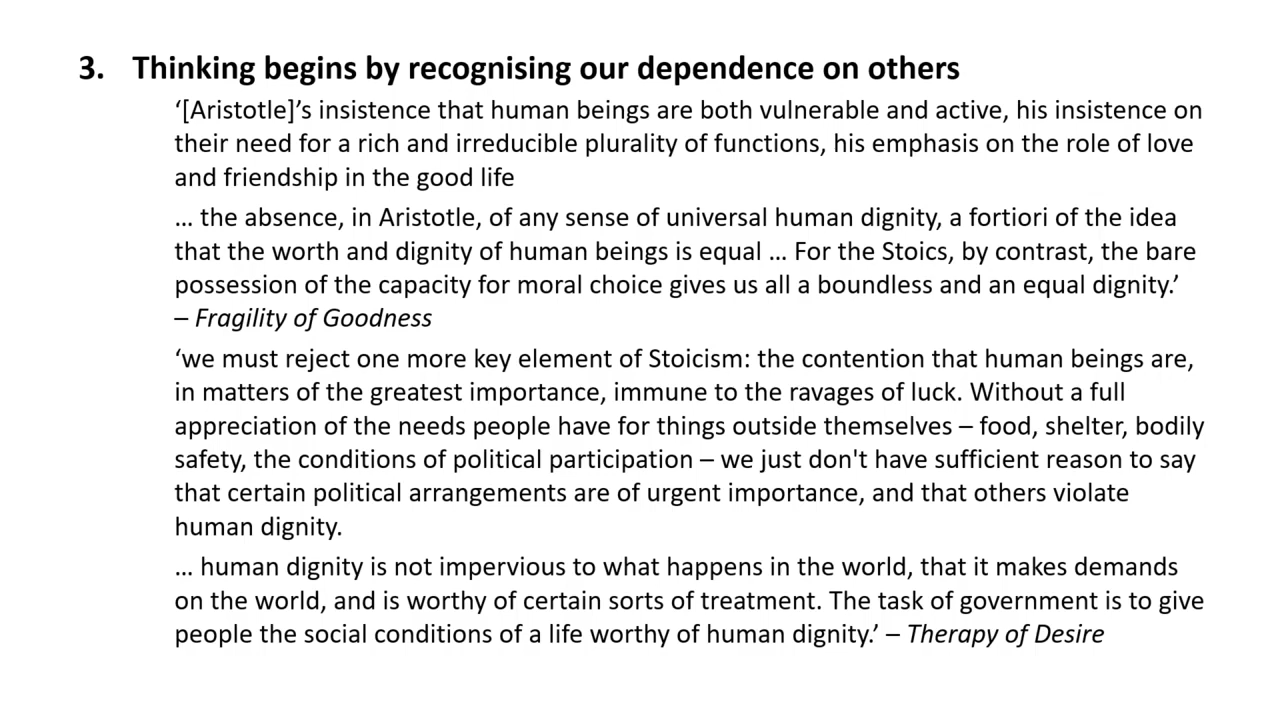 3. Thinking begins by recognising our dependence on others
‘[Aristotle]’s insistence that human beings are both vulnerable and active, his insistence on
their need for a rich and irreducible plurality of functions, his emphasis on the role of love
and friendship in the good life
… the absence, in Aristotle, of any sense of universal human dignity, a fortiori of the idea
that the worth and dignity of human beings is equal … For the Stoics, by contrast, the bare
possession of the capacity for moral choice gives us all a boundless and an equal dignity.’
– Fragility of Goodness
‘we must reject one more key element of Stoicism: the contention that human beings are,
in matters of the greatest importance, immune to the ravages of luck. Without a full
appreciation of the needs people have for things outside themselves – food, shelter, bodily
safety, the conditions of political participation – we just don't have sufficient reason to say
that certain political arrangements are of urgent importance, and that others violate
human dignity.
… human dignity is not impervious to what happens in the world, that it makes demands
on the world, and is worthy of certain sorts of treatment. The task of government is to give
people the social conditions of a life worthy of human dignity.’ – Therapy of Desire